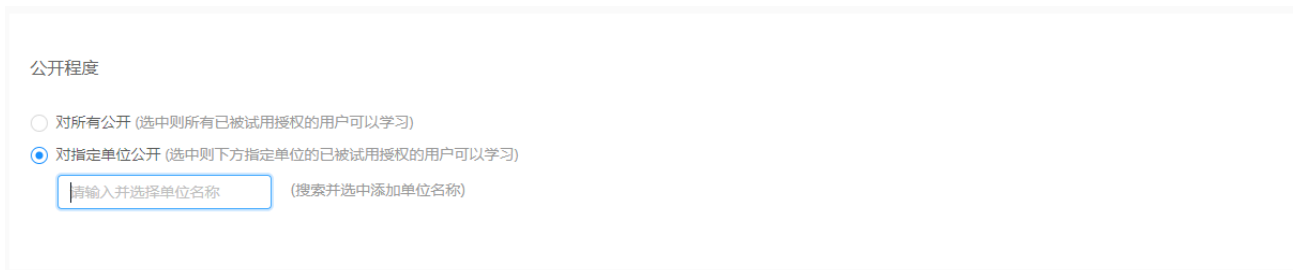 公开程度
对所有公开 (选中则所有已被试用授权的用户可以学习)
对指定单位公开 (选中则下方指定单位的已被试用授权的用户可以学习)
请输入并选择单位名称 (搜索并选中添加单位名称)